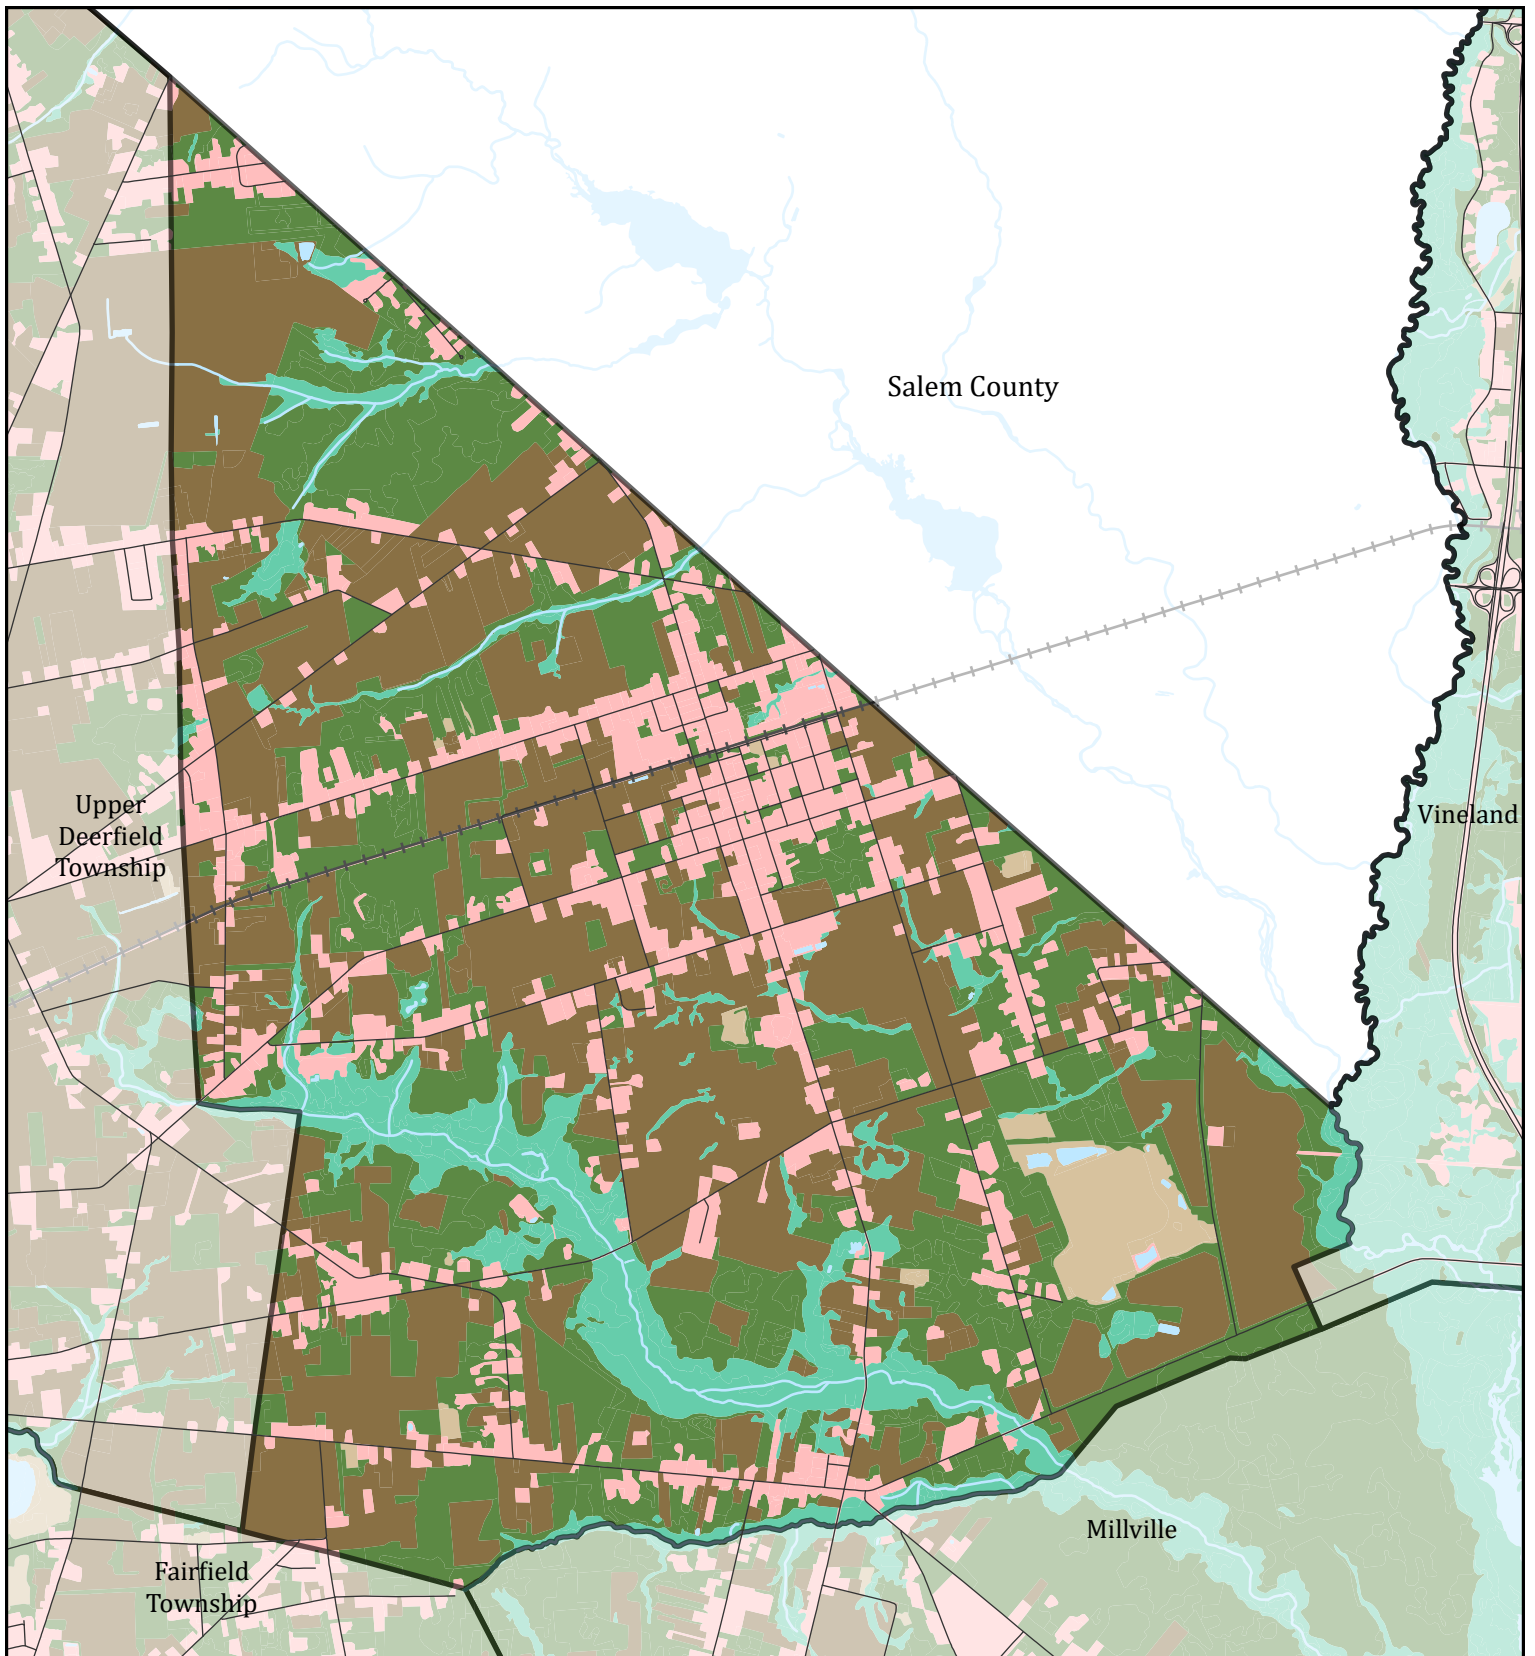 Salem County
Upper
Deerfield
Township
Vineland
Millville
Fairfield
Township